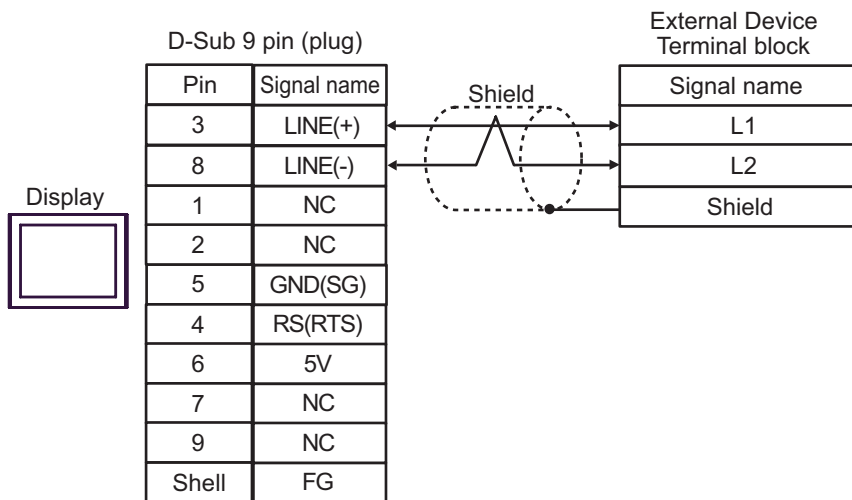 D-Sub 9 pin (plug)
External Device
Terminal block
Pin Signal name
Shield
Signal name
3 LINE(+)
L1
8 LINE(-)
L2
Display
1 NC
Shield
2 NC
5 GND(SG)
4 RS(RTS)
6 5V
7 NC
9 NC
Shell FG